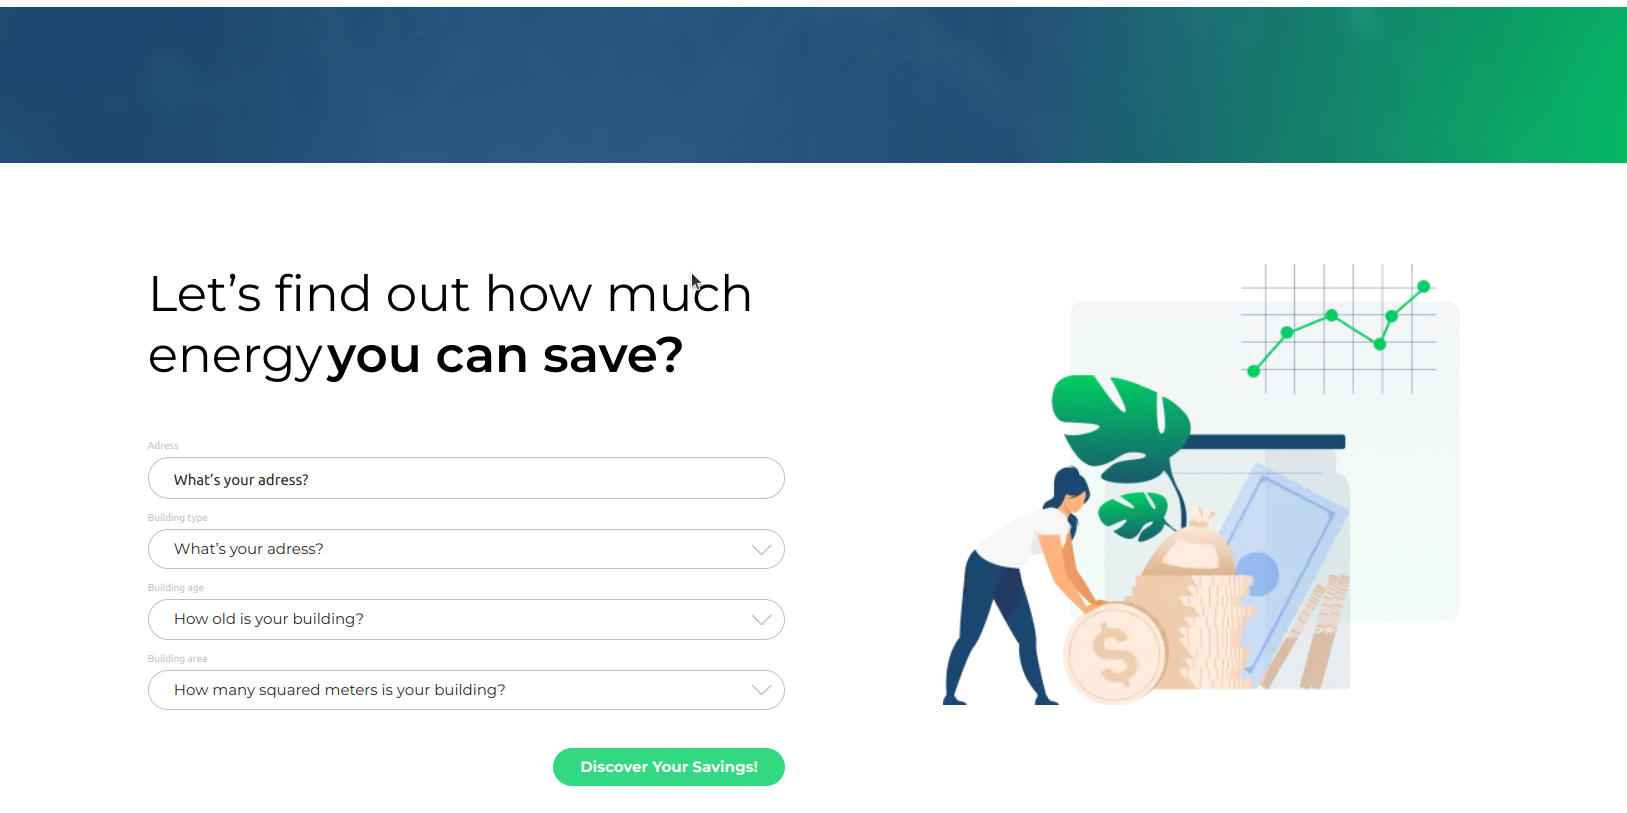 Let’s find out how much
energy you can save?
Adress
What’s your adress?
Building type
What’s your adress?
Building age
How old is your building?
Building area
How many squared meters is your building?
Discover Your Savings!
$